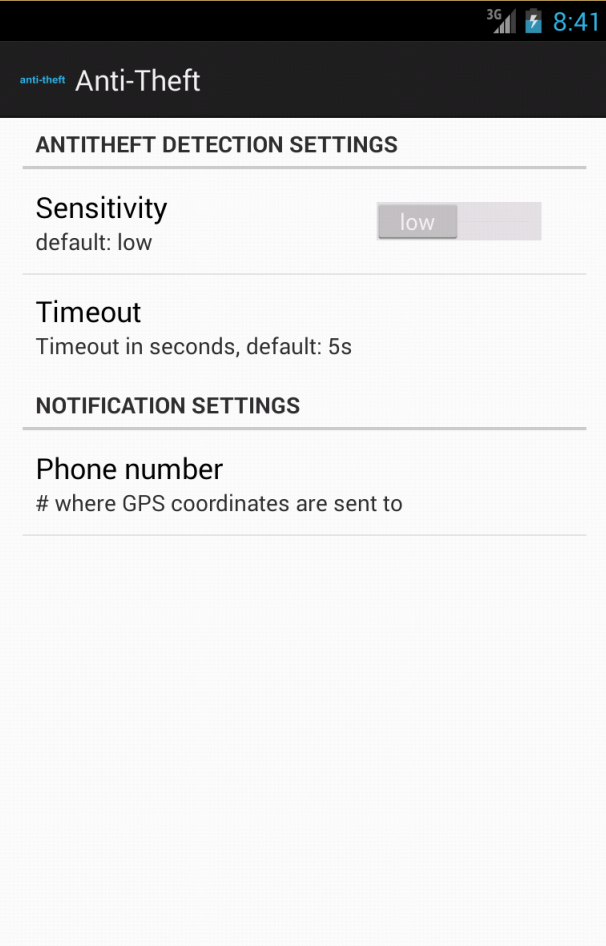 3G 8:41
anti-theft Anti-Theft
ANTITHEFT DETECTION SETTINGS
Sensitivity
low
default: low
Timeout
Timeout in seconds, default: 5s
NOTIFICATION SETTINGS
Phone number
# where GPS coordinates are sent to